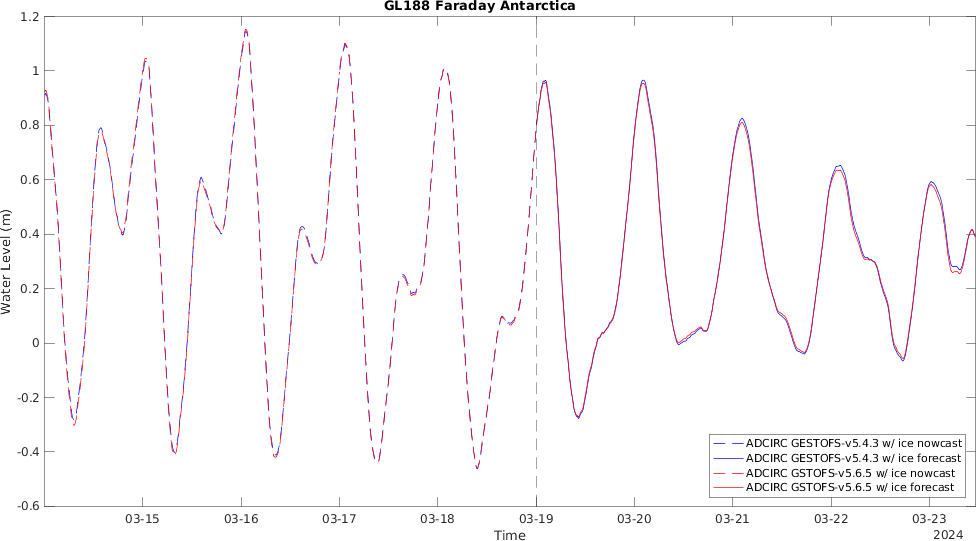 GL188 Faraday Antarctica
1.2
1
0.8
0.6
0.4
0.2
0
-0.2
-0.4
-0.6
Water Level (m)
03-15 03-16 03-17 03-18 03-19 03-20 03-21 03-22 03-23
Time
2024
ADCIRC GESTOFS-v5.4.3 w/ ice nowcast
ADCIRC GESTOFS-v5.4.3 w/ ice forecast
ADCIRC GSTOFS-v5.6.5 w/ ice nowcast
ADCIRC GSTOFS-v5.6.5 w/ ice forecast